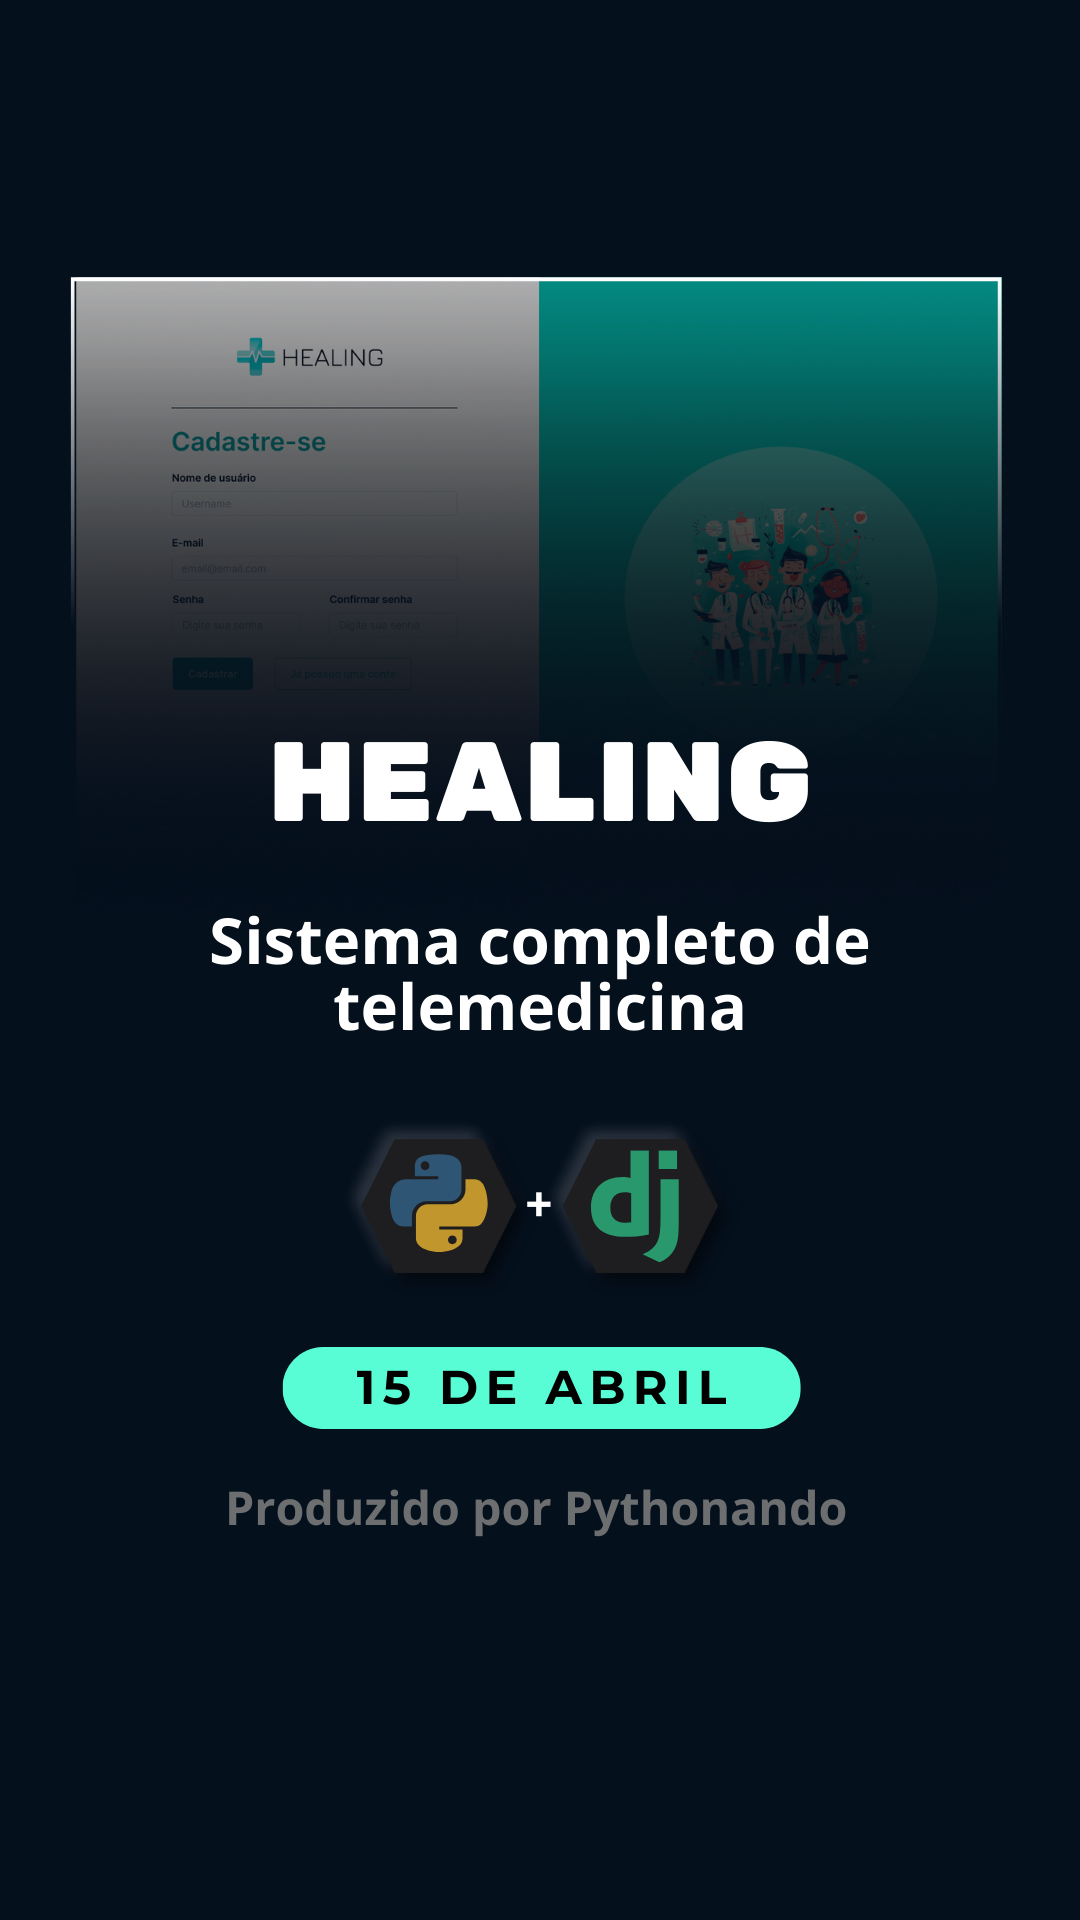 HEALING
Cadastre-se
Nome de usuário
Username
E-mail
email@email.com
Senha
Confirmar senha
Digite sua senha
Digite sua senha
Cadastrar
Já possuo uma conta
HEALING
Sistema completo de
telemedicina
dj
+
15 DE ABRIL
Produzido por Pythonando